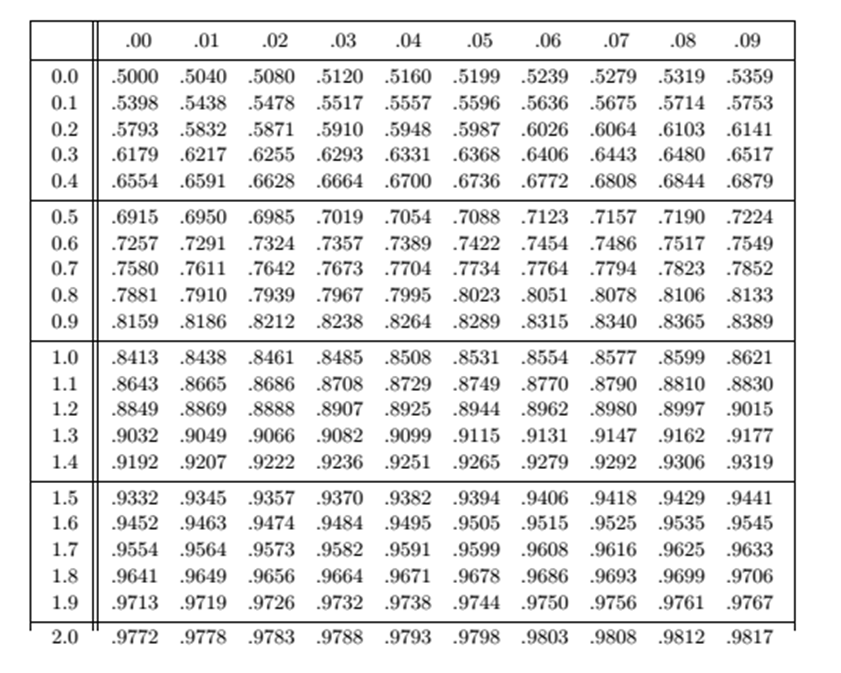 .00 .01 .02 .03 .04 .05 .06 .07 .08 .09
0.0 .5000 .5040 .5080 .5120 .5160 .5199 .5239 .5279 .5319 .5359
0.1 .5398 .5438 .5478 .5517 .5557 .5596 .5636 .5675 .5714 .5753
0.2 .5793 .5832 .5871 .5910 .5948 .5987 .6026 .6064 .6103 .6141
0.3 .6179 .6217 .6255 .6293 .6331 .6368 .6406 .6443 .6480 .6517
0.4 .6554 .6591 .6628 .6664 .6700 .6736 .6772 .6808 .6844 .6879
0.5 .6915 .6950 .6985 .7019 .7054 .7088 .7123 .7157 .7190 .7224
0.6 .7257 .7291 .7324 .7357 .7389 .7422 .7454 .7486 .7517 .7549
0.7 .7580 .7611 .7642 .7673 .7704 .7734 .7764 .7794 .7823 .7852
0.8 .7881 .7910 .7939 .7967 .7995 .8023 .8051 .8078 .8106 .8133
0.9 .8159 .8186 .8212 .8238 .8264 .8289 .8315 .8340 .8365 .8389
1.0 .8413 .8438 .8461 .8485 .8508 .8531 .8554 .8577 .8599 .8621
1.1 .8643 .8665 .8686 .8708 .8729 .8749 .8770 .8790 .8810 .8830
1.2 .8849 .8869 .8888 .8907 .8925 .8944 .8962 .8980 .8997 .9015
1.3 .9032 .9049 .9066 .9082 .9099 .9115 .9131 .9147 .9162 .9177
1.4 .9192 .9207 .9222 .9236 .9251 .9265 .9279 .9292 .9306 .9319
1.5 .9332 .9345 .9357 .9370 .9382 .9394 .9406 .9418 .9429 .9441
1.6 .9452 .9463 .9474 .9484 .9495 .9505 .9515 .9525 .9535 .9545
1.7 .9554 .9564 .9573 .9582 .9591 .9599 .9608 .9616 .9625 .9633
1.8 .9641 .9649 .9656 .9664 .9671 .9678 .9686 .9693 .9699 .9706
1.9 .9713 .9719 .9726 .9732 .9738 .9744 .9750 .9756 .9761 .9767
2.0 .9772 .9778 .9783 .9788 .9793 .9798 .9803 .9808 .9812 .9817